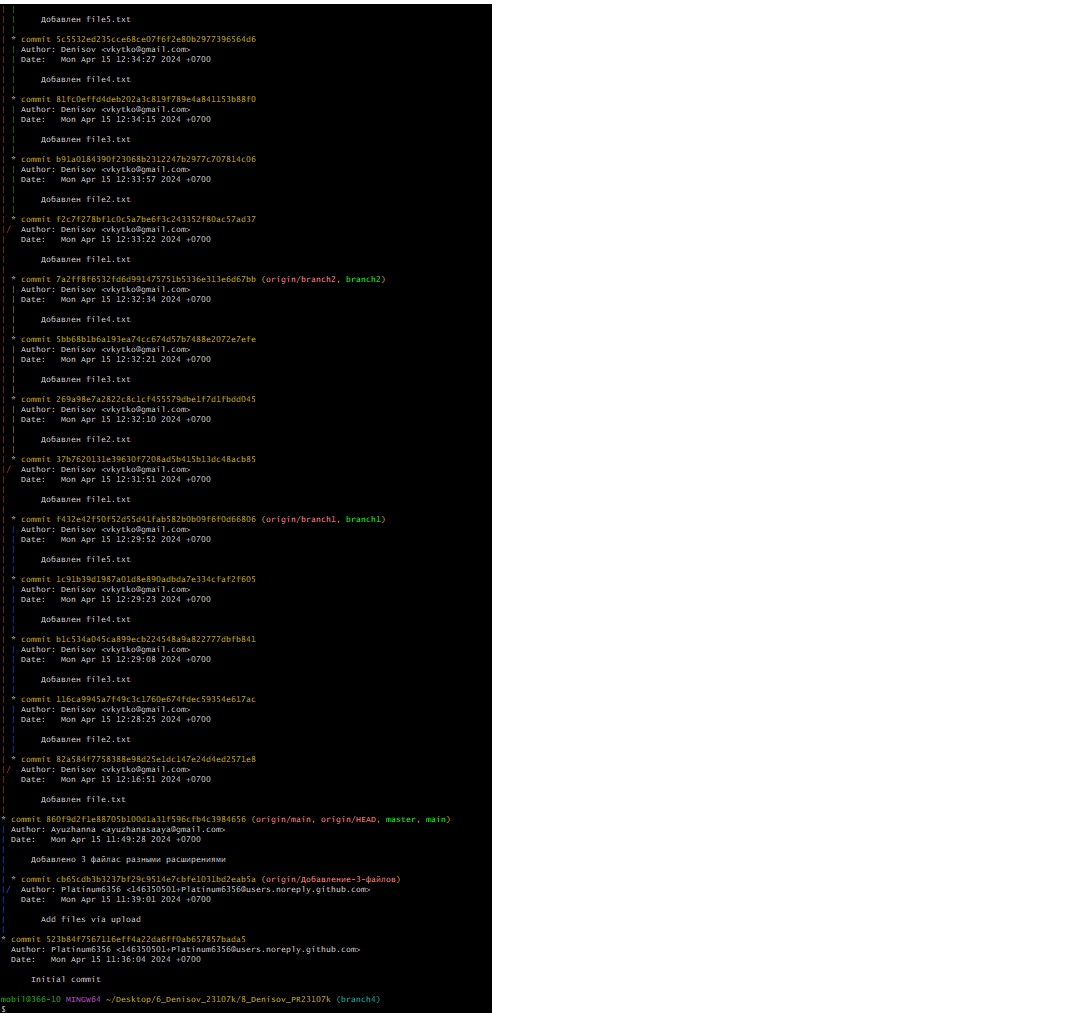 Добавлен file5.txt
* commit 5c5532ed235cce68ce07f6f2e80b2977396564d6
Author: Denisov <vkytko@gmail.com>
Date:   Mon Apr 15 12:34:27 2024 +0700
Добавлен file4.txt
* commit 81fc0effd4deb202a3c819f789e4a841153b88f0
Author: Denisov <vkytko@gmail.com>
Date:   Mon Apr 15 12:34:15 2024 +0700
Добавлен file3.txt
* commit b91a0184390f23068b2312247b2977c707814c06
Author: Denisov <vkytko@gmail.com>
Date:   Mon Apr 15 12:33:57 2024 +0700
Добавлен file2.txt
* commit f2c7f278bf1c0c5a7be6f3c243352f80ac57ad37
Author: Denisov <vkytko@gmail.com>
Date:   Mon Apr 15 12:33:22 2024 +0700
Добавлен file1.txt
* commit 7a2ff8f6532fd6d991475751b5336e313e6d67bb (origin/branch2, branch2)
Author: Denisov <vkytko@gmail.com>
Date:   Mon Apr 15 12:32:34 2024 +0700
Добавлен file4.txt
* commit 5bb68b1b6a193ea74cc674d57b7488e2072e7efe
Author: Denisov <vkytko@gmail.com>
Date:   Mon Apr 15 12:32:21 2024 +0700
Добавлен file3.txt
* commit 269a98e7a2822c8c1cf455579dbe1f7d1fbdd045
Author: Denisov <vkytko@gmail.com>
Date:   Mon Apr 15 12:32:10 2024 +0700
Добавлен file2.txt
* commit 37b7620131e39630f7208ad5b415b13dc48acb85
Author: Denisov <vkytko@gmail.com>
Date:   Mon Apr 15 12:31:51 2024 +0700
Добавлен file1.txt
* commit f432e42f50f52d55d41fab582b0b09f6f0d66806 (origin/branch1, branch1)
Author: Denisov <vkytko@gmail.com>
Date:   Mon Apr 15 12:29:52 2024 +0700
Добавлен file5.txt
* commit 1c91b39d1987a01d8e890adbda7e334cfaf2f605
Author: Denisov <vkytko@gmail.com>
Date:   Mon Apr 15 12:29:23 2024 +0700
Добавлен file4.txt
* commit b1c534a045ca899ecb224548a9a822777dbfb841
Author: Denisov <vkytko@gmail.com>
Date:   Mon Apr 15 12:29:08 2024 +0700
Добавлен file3.txt
* commit 116ca9945a7f49c3c1760e674fdec59354e617ac
Author: Denisov <vkytko@gmail.com>
Date:   Mon Apr 15 12:28:25 2024 +0700
Добавлен file2.txt
* commit 82a584f7758388e98d25e1dc147e24d4ed2571e8
Author: Denisov <vkytko@gmail.com>
Date:   Mon Apr 15 12:16:51 2024 +0700
Добавлен file.txt
* commit 860f9d2f1e88705b100d1a31f596cfb4c3984656 (origin/main, origin/HEAD, master, main)
Author: Ayuzhanna <ayuzhanasaaya@gmail.com>
Date:   Mon Apr 15 11:49:28 2024 +0700
Добавлено 3 файлас разными расширениями
* commit cb65cdb3b3237bf29c9514e7cbfe1031bd2eab5a (origin/Добавление-3-файлов)
Author: Platinum6356 <146350501+Platinum6356@users.noreply.github.com>
Date:   Mon Apr 15 11:39:01 2024 +0700
Add files via upload
* commit 523b84f7567116eff4a22da6ff0ab657857bada5
Author: Platinum6356 <146350501+Platinum6356@users.noreply.github.com>
Date:   Mon Apr 15 11:36:04 2024 +0700
Initial commit
mobil@366-10 MINGW64 ~/Desktop/6_Denisov_23107k/8_Denisov_PR23107k (branch4)
$